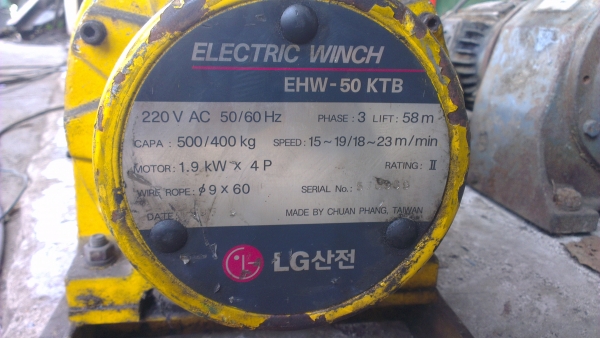 ELECTRIC WINCH
EHW-50 KTB
220 V AC 50/60 Hz PHASE: 3 LIFT: 58 m
CAPA: 500/400 kg SPEED: 15~19/18~23 m/min
MOTOR: 1.9 kW × 4 P RATING: Ⅱ
WIRE ROPE: ϕ9 × 60 SERIAL No.:
DATE:
MADE BY CHUAN PHANG, TAIWAN
LG산전